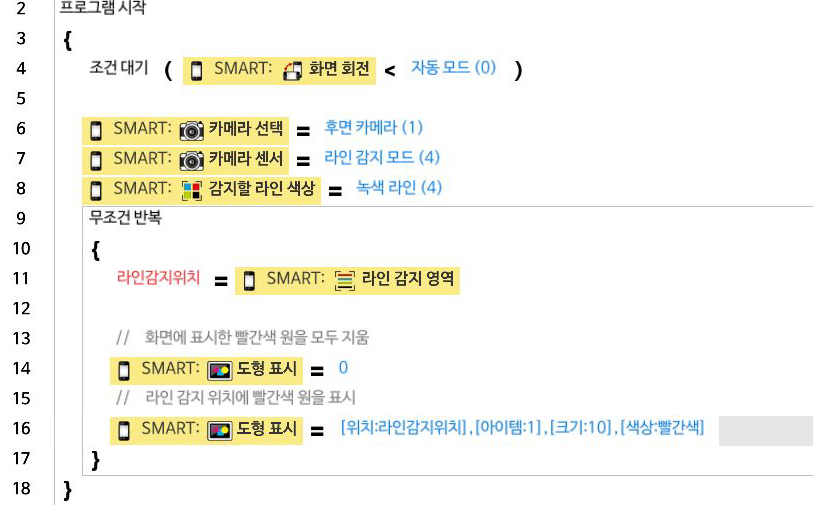 2 프로그램 시작
3 {
4 조건 대기 ( SMART: 화면 회전 < 자동 모드 (0) )
5
6 SMART: 카메라 선택 = 후면 카메라 (1)
7 SMART: 카메라 센서 = 라인 감지 모드 (4)
8 SMART: 감지할 라인 색상 = 녹색 라인 (4)
9 무조건 반복
10 {
11 라인감지위치 = SMART: 라인 감지 영역
12
13 // 화면에 표시한 빨간색 원을 모두 지움
14 SMART: 도형 표시 = 0
15 // 라인 감지 위치에 빨간색 원을 표시
16 SMART: 도형 표시 = [위치:라인감지위치],[아이템:1],[크기:10],[색상:빨간색]
17 }
18 }